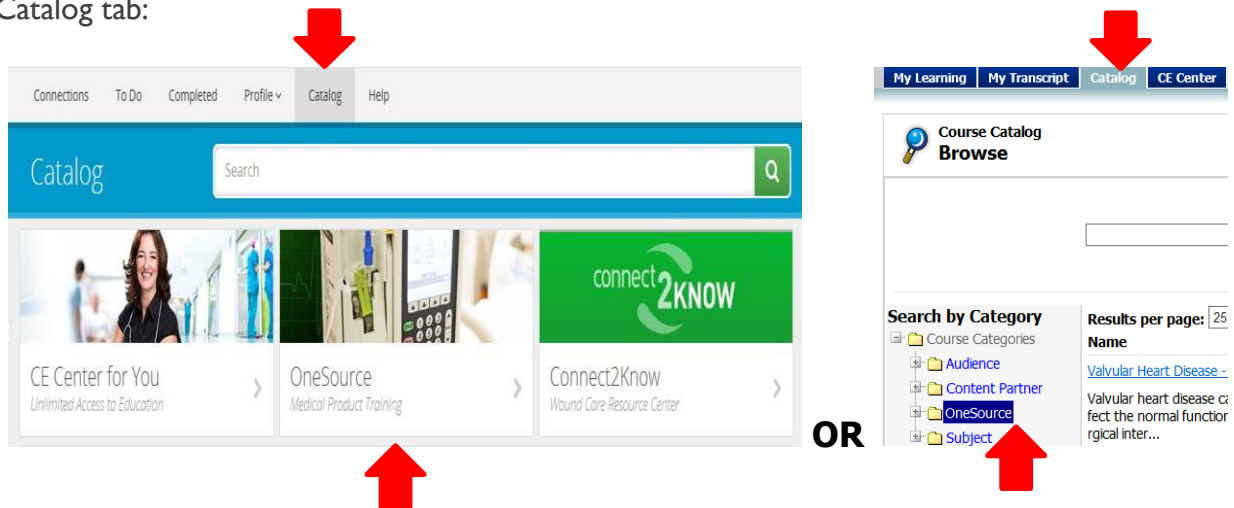 Catalog tab:
Connections To Do Completed Profile Catalog Help
Catalog
Search
connect2KNOW
CE Center for You
Unlimited Access to Education
OneSource
Medical Product Training
Connect2Know
Wound Care Resource Center
OR
My Learning My Transcript Catalog CE Center
Course Catalog
Browse
Search by Category
Course Categories
Audience
Content Partner
OneSource
Subject
Results per page: 25
Name
Valvular Heart Disease -
Valvular heart disease ca
fect the normal function
rgical inter...